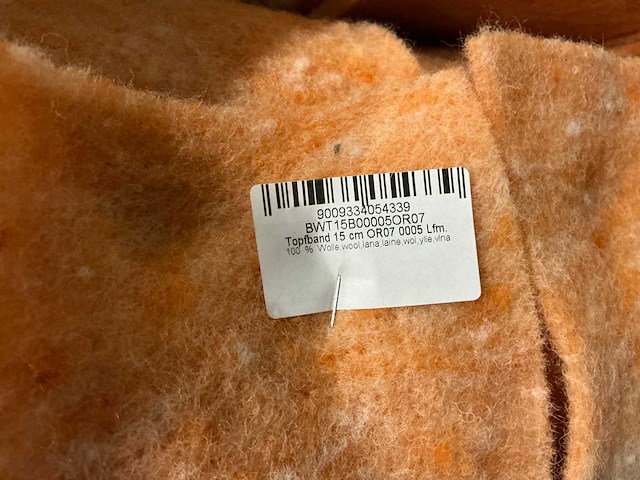 9009334054339
BWT15B00005OR07
Topfband 15 cm OR07 0005 Lfm.
100 % Wolle,wool,lana,laine,wol,ylle,vlna